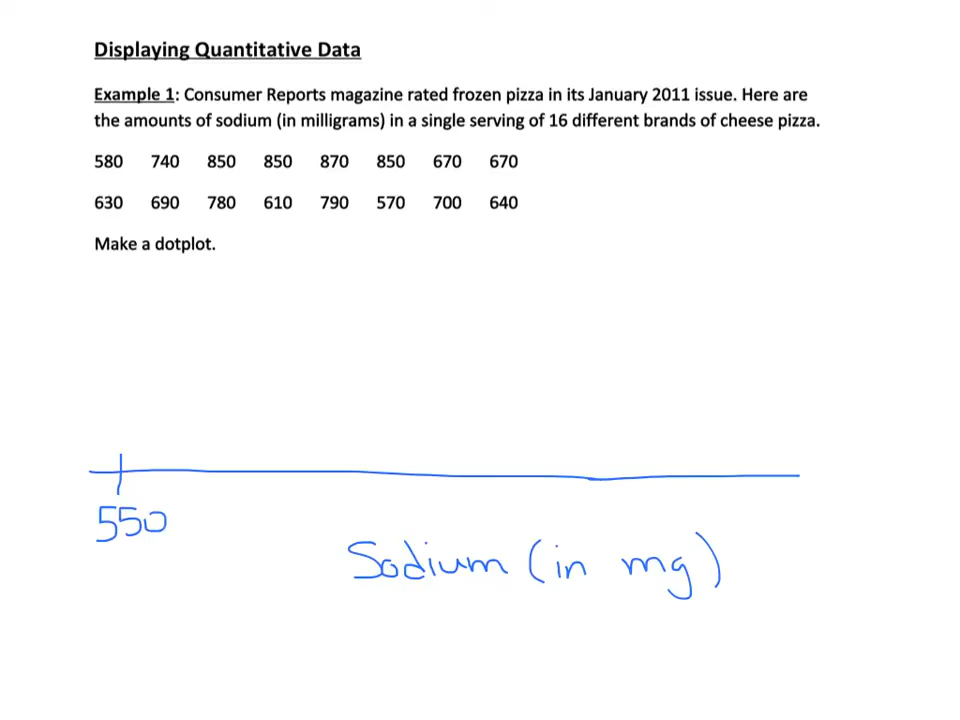 Displaying Quantitative Data
Example 1: Consumer Reports magazine rated frozen pizza in its January 2011 issue. Here are
the amounts of sodium (in milligrams) in a single serving of 16 different brands of cheese pizza.
580 740 850 850 870 850 670 670
630 690 780 610 790 570 700 640
Make a dotplot.
550
Sodium (in mg)